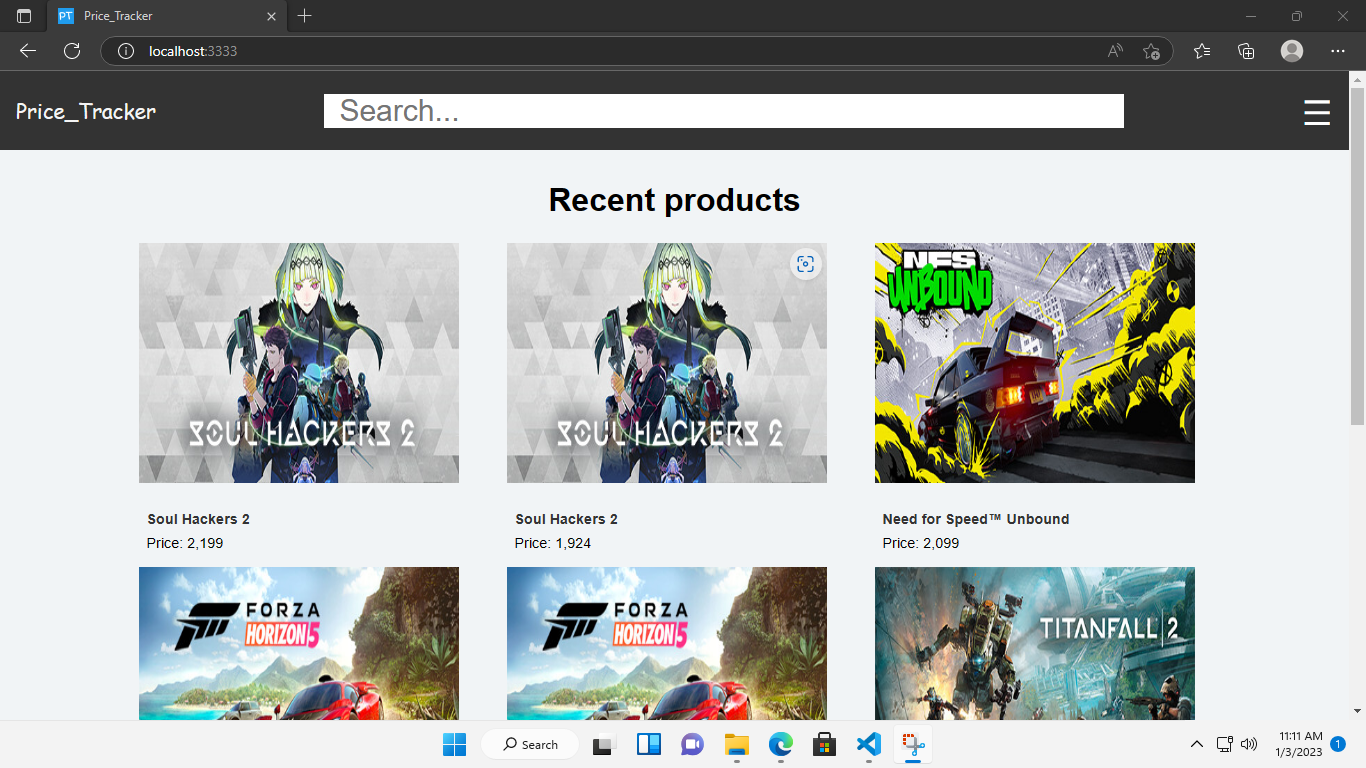 PT Price_Tracker
localhost:3333
Price_Tracker
Search...
Recent products
SOUL HACKERS 2
SOUL HACKERS 2
NFS
UNBOUND
Soul Hackers 2
Soul Hackers 2
Need for Speed™ Unbound
Price: 2,199
Price: 1,924
Price: 2,099
FORZA
HORIZON 5
FORZA
HORIZON 5
TITANFALL 2
Search
11:11 AM
1/3/2023
1